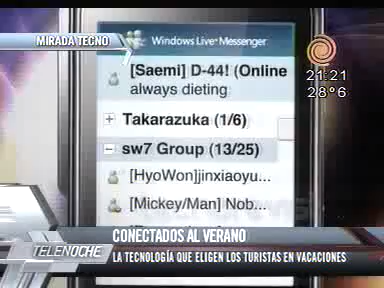 MIRADA TECNO
Windows Live Messenger
[Saemi] D-44! (Online
always dieting
Takarazuka (1/6)
sw7 Group (13/25)
[HyoWon]jinxiaoyu...
[Mickey/Man] Nob...
21:21
28°6
CONECTADOS AL VERANO
TELENOCHE
LA TECNOLOGÍA QUE ELIGEN LOS TURISTAS EN VACACIONES